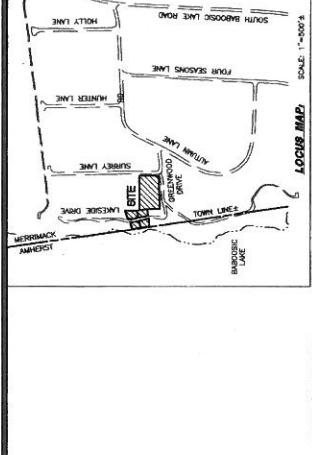 SOUTH BABOOSIC LAKE ROAD
HOLLY LANE
FOUR SEASONS LANE
HUNTER LANE
AUTUMN LANE
SURREY LANE
GREENWOOD
DRIVE
SITE
LAKESIDE DRIVE
TOWN LINE±
MERRIMACK
AMHERST
BABOOSIC
LAKE
LOCUS MAP:
SCALE: 1"=500'±